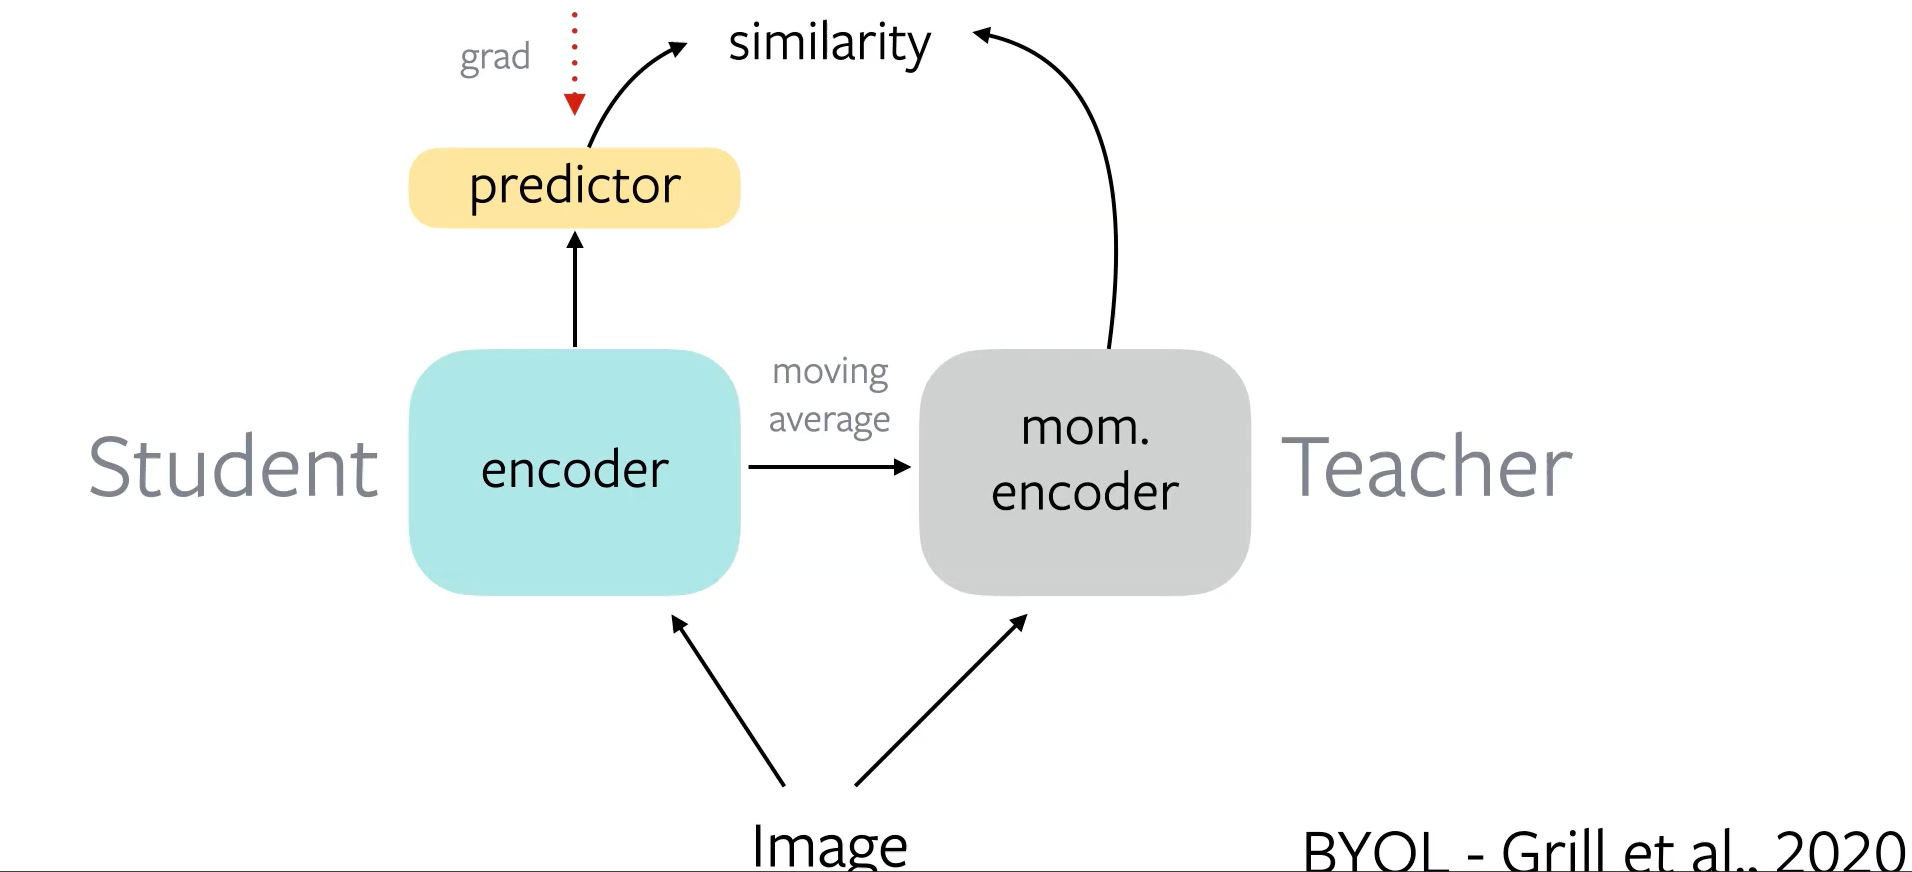 grad
similarity
predictor
moving
average
Student
encoder
mom.
encoder
Teacher
Image
BYOL - Grill et al., 2020